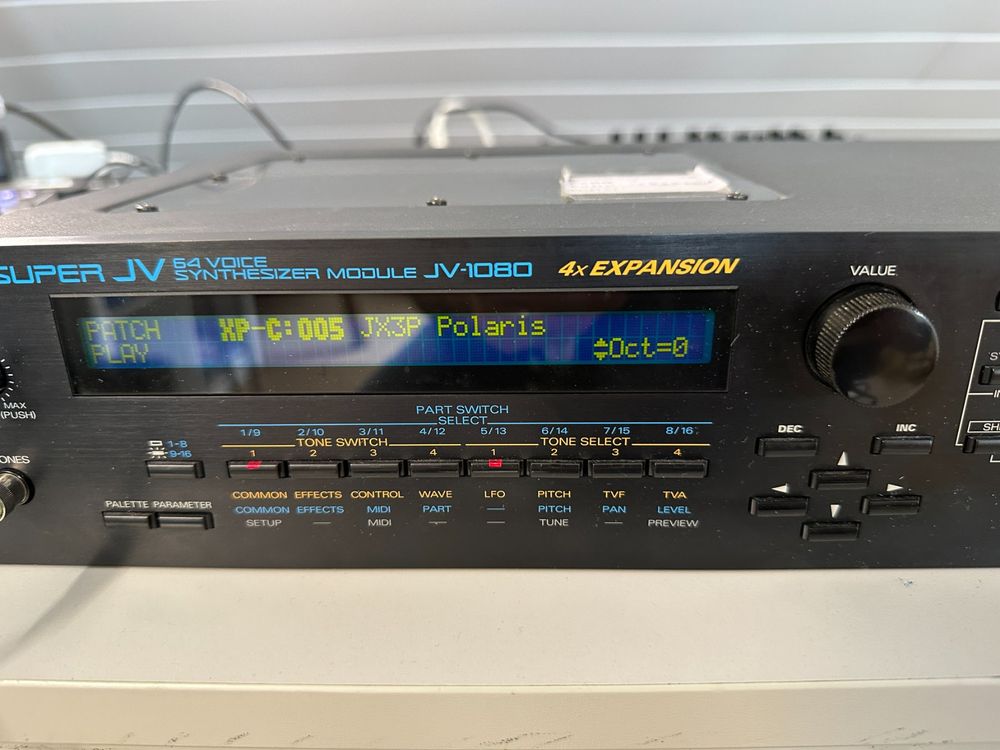 SUPER JV 64 VOICE
SYNTHESIZER MODULE JV-1080
4x EXPANSION
VALUE
PATCH XP-C:005 JX3P Polaris
PLAY Oct=0
MAX
(PUSH)
PART SWITCH
SELECT
1/9 2/10 3/11 4/12 5/13 6/14 7/15 8/16
TONE SWITCH TONE SELECT
1 2 3 4 1 2 3 4
1-8
9-16
DEC INC
PALETTE PARAMETER
COMMON EFFECTS CONTROL WAVE LFO PITCH TVF TVA
COMMON EFFECTS MIDI PART — PITCH PAN LEVEL
SETUP — MIDI — — TUNE — PREVIEW